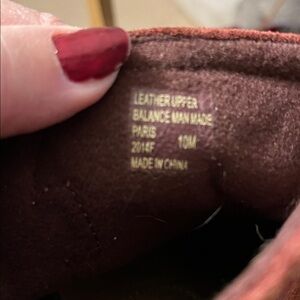 LEATHER UPPER
BALANCE MAN MADE
PARIS
2014F 10M
MADE IN CHINA